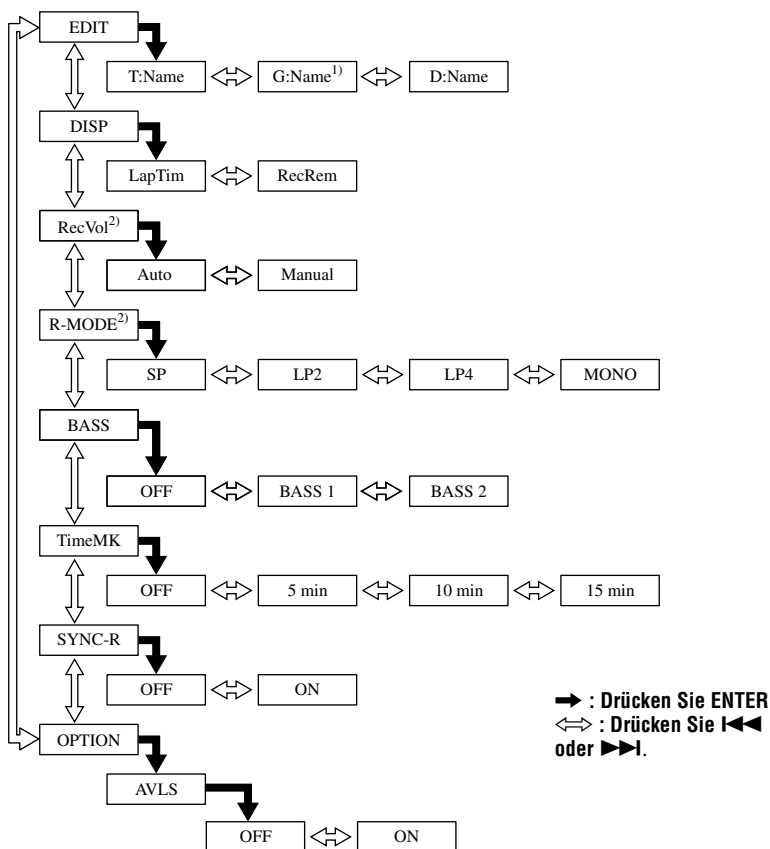 EDIT
T:Name G:Name1) D:Name
DISP
LapTim RecRem
RecVol2)
Auto Manual
R-MODE2)
SP LP2 LP4 MONO
BASS
OFF BASS 1 BASS 2
TimeMK
OFF 5 min 10 min 15 min
SYNC-R
OFF ON
OPTION
AVLS
OFF ON
: Drücken Sie ENTER
: Drücken Sie
oder .